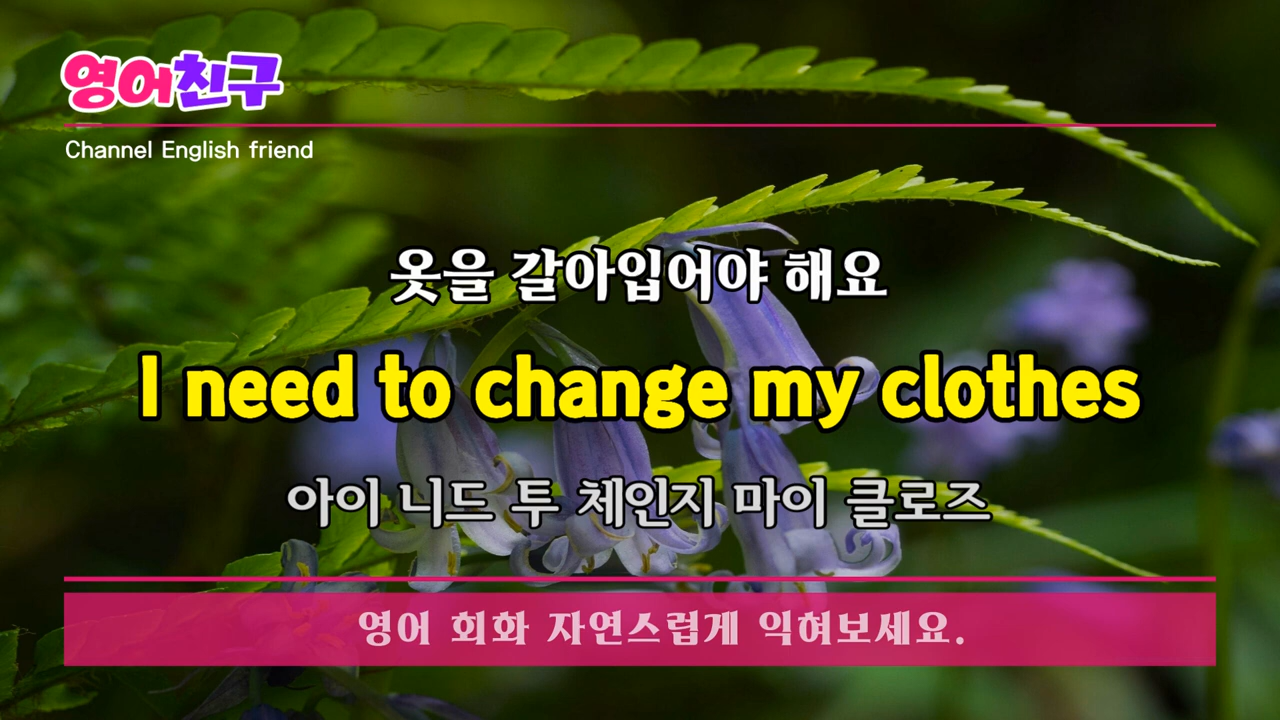 영어친구
Channel English friend
옷을 갈아입어야 해요
I need to change my clothes
아이 니드 투 체인지 마이 클로즈
영어 회화 자연스럽게 익혀보세요.